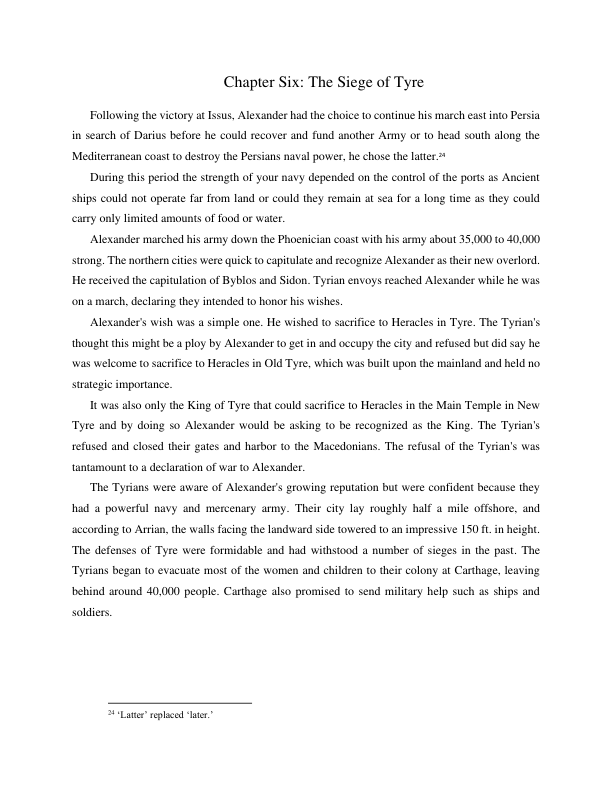 Chapter Six: The Siege of Tyre
Following the victory at Issus, Alexander had the choice to continue his march east into Persia
in search of Darius before he could recover and fund another Army or to head south along the
Mediterranean coast to destroy the Persians naval power, he chose the latter.24
During this period the strength of your navy depended on the control of the ports as Ancient
ships could not operate far from land or could they remain at sea for a long time as they could
carry only limited amounts of food or water.
Alexander marched his army down the Phoenician coast with his army about 35,000 to 40,000
strong. The northern cities were quick to capitulate and recognize Alexander as their new overlord.
He received the capitulation of Byblos and Sidon. Tyrian envoys reached Alexander while he was
on a march, declaring they intended to honor his wishes.
Alexander's wish was a simple one. He wished to sacrifice to Heracles in Tyre. The Tyrian's
thought this might be a ploy by Alexander to get in and occupy the city and refused but did say he
was welcome to sacrifice to Heracles in Old Tyre, which was built upon the mainland and held no
strategic importance.
It was also only the King of Tyre that could sacrifice to Heracles in the Main Temple in New
Tyre and by doing so Alexander would be asking to be recognized as the King. The Tyrian's
refused and closed their gates and harbor to the Macedonians. The refusal of the Tyrian's was
tantamount to a declaration of war to Alexander.
The Tyrians were aware of Alexander's growing reputation but were confident because they
had a powerful navy and mercenary army. Their city lay roughly half a mile offshore, and
according to Arrian, the walls facing the landward side towered to an impressive 150 ft. in height.
The defenses of Tyre were formidable and had withstood a number of sieges in the past. The
Tyrians began to evacuate most of the women and children to their colony at Carthage, leaving
behind around 40,000 people. Carthage also promised to send military help such as ships and
soldiers.
24 ‘Latter’ replaced ‘later.’